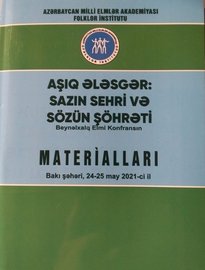 AZƏRBAYCAN MİLLİ ELMLƏR AKADEMİYASI
FOLKLOR İNSTİTUTU
AŞIQ ƏLƏSGƏR:
SAZIN SEHRİ VƏ
SÖZÜN ŞÖHRƏTİ
Beynəlxalq Elmi Konfransın
MATERİALLARI
Bakı şəhəri, 24-25 may 2021-ci il